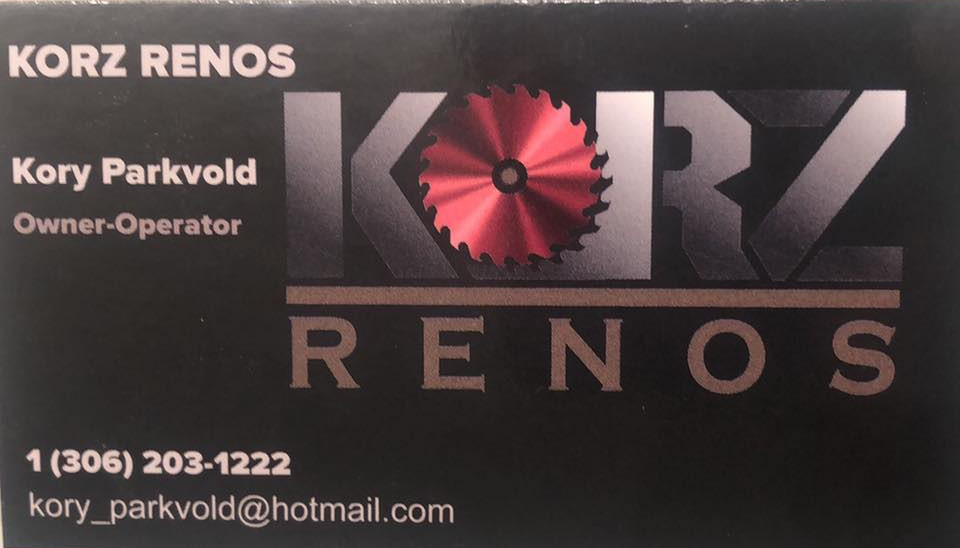 KORZ RENOS
Kory Parkvold
Owner-Operator
KORZ
RENOS
1 (306) 203-1222
kory_parkvold@hotmail.com